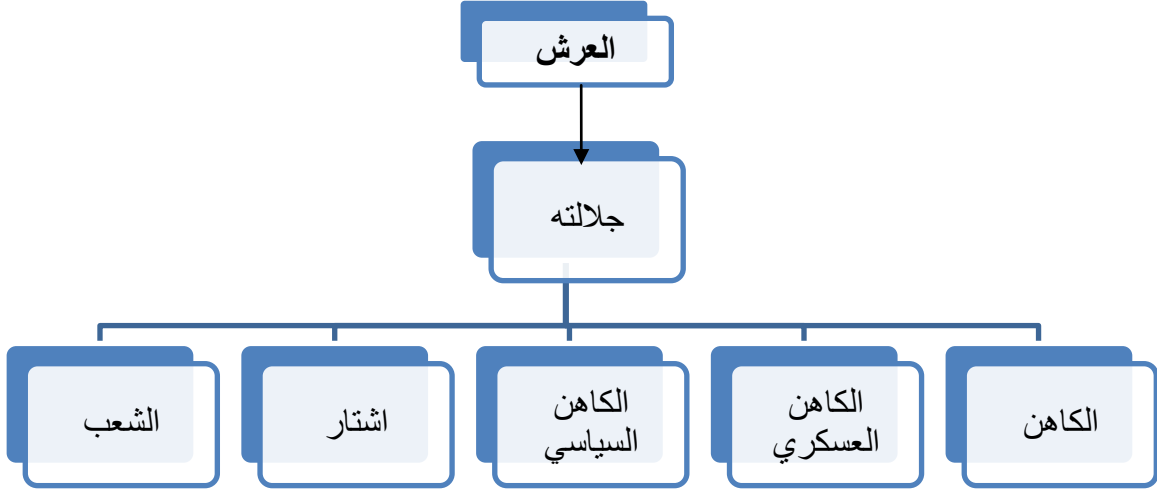 العرش
جلالته
الكاهن
الكاهن
العسكري
الكاهن
السياسي
اشتار
الشعب